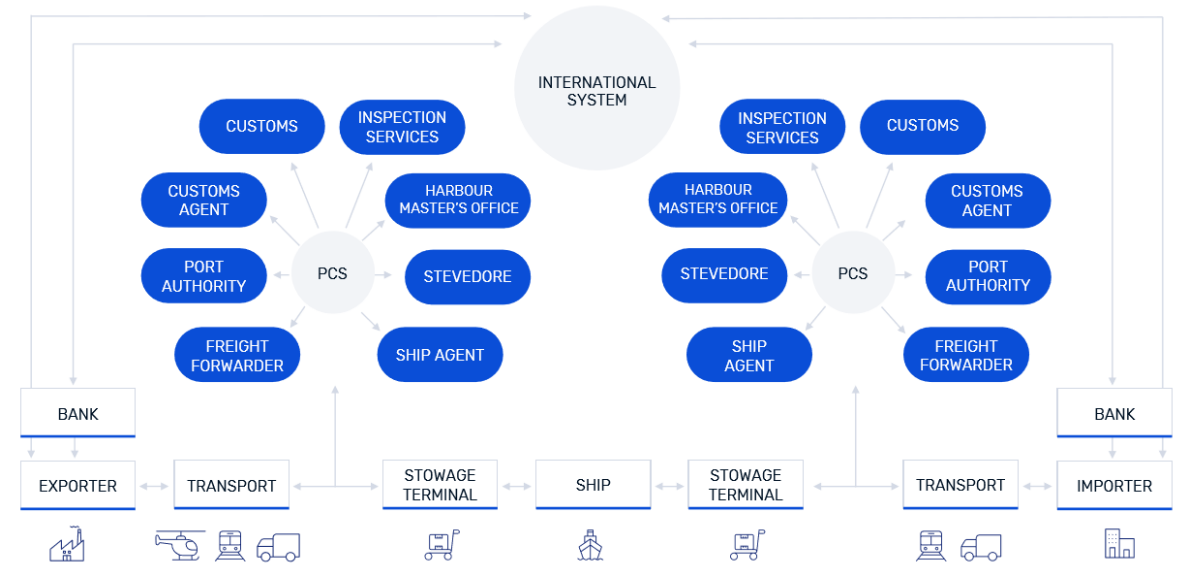 INTERNATIONAL
SYSTEM
CUSTOMS
INSPECTION
SERVICES
CUSTOMS
AGENT
HARBOUR
MASTER'S OFFICE
PCS
PORT
AUTHORITY
STEVEDORE
FREIGHT
FORWARDER
SHIP AGENT
INSPECTION
SERVICES
CUSTOMS
HARBOUR
MASTER'S OFFICE
CUSTOMS
AGENT
STEVEDORE
PCS
PORT
AUTHORITY
SHIP
AGENT
FREIGHT
FORWARDER
BANK
BANK
EXPORTER
TRANSPORT
STOWAGE
TERMINAL
SHIP
STOWAGE
TERMINAL
TRANSPORT
IMPORTER